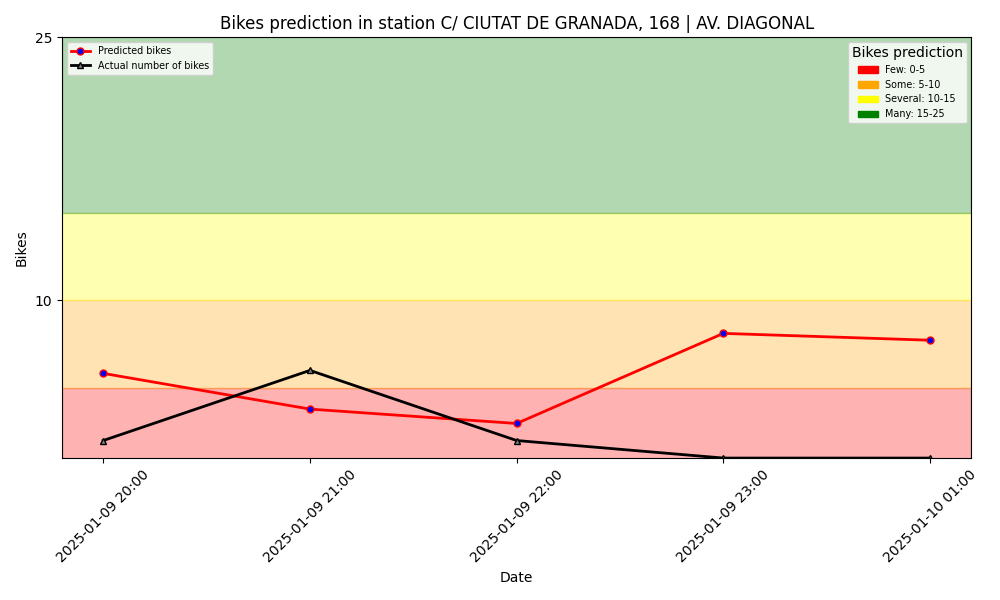 Bikes prediction in station C/ CIUTAT DE GRANADA, 168 | AV. DIAGONAL
25
10
Bikes
Predicted bikes
Actual number of bikes
Bikes prediction
Few: 0-5
Some: 5-10
Several: 10-15
Many: 15-25
2025-01-09 20:00
2025-01-09 21:00
2025-01-09 22:00
2025-01-09 23:00
2025-01-10 01:00
Date